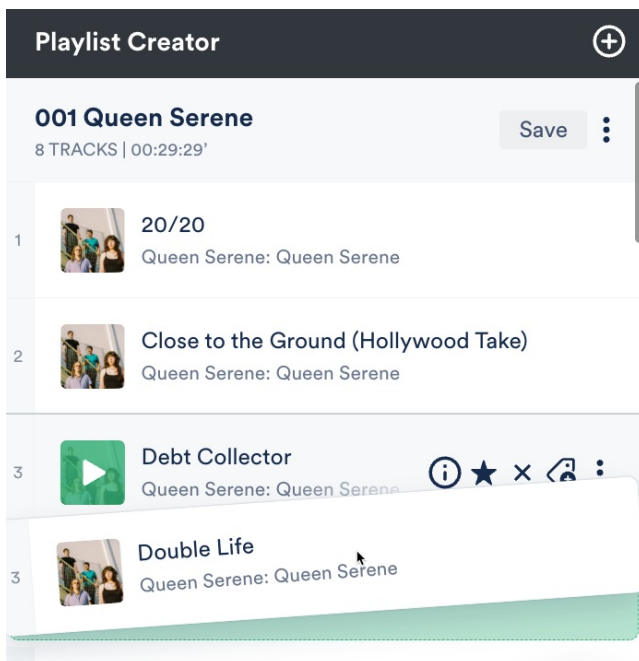 Playlist Creator
001 Queen Serene
Save
8 TRACKS | 00:29:29’
1
20/20
Queen Serene: Queen Serene
2
Close to the Ground (Hollywood Take)
Queen Serene: Queen Serene
3
Debt Collector
Queen Serene: Queen Serene
3
Double Life
Queen Serene: Queen Serene